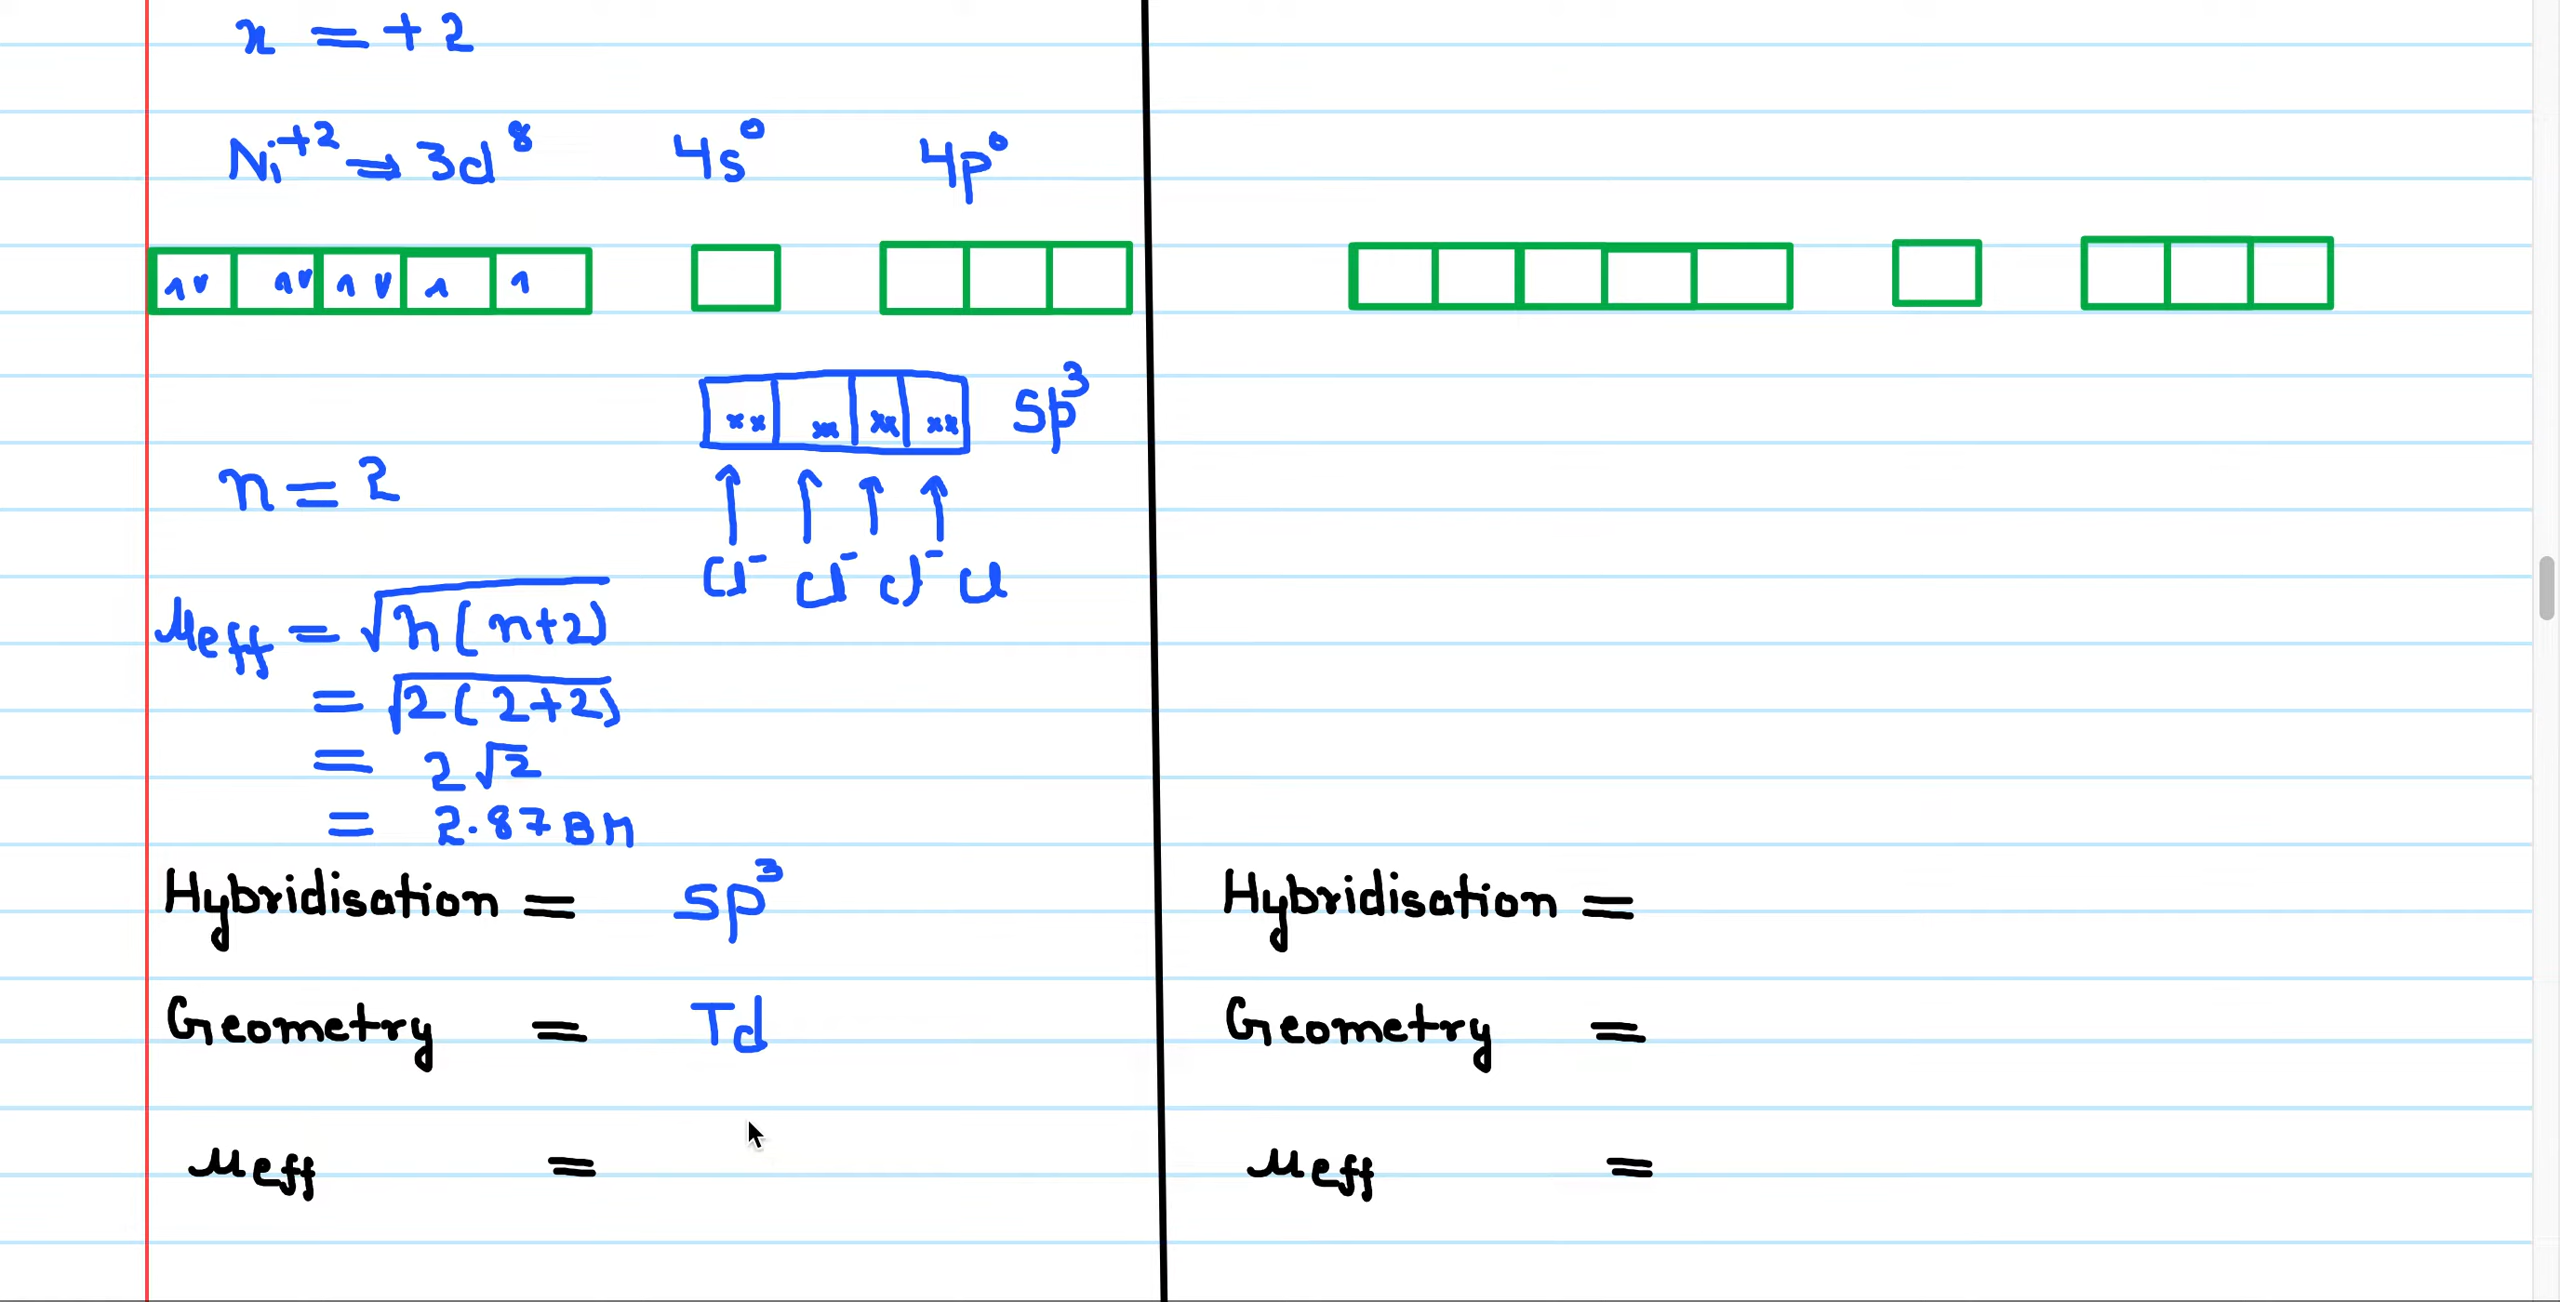 x = +2
Ni⁺² ⇒ 3d⁸ 4s⁰ 4p⁰
sp³
n = 2
Cl⁻ Cl⁻ Cl⁻ Cl
μeff = √n(n+2)
= √2(2+2)
= 2√2
= 2.87 BM
Hybridisation = sp³
Geometry = Td
μeff =
Hybridisation =
Geometry =
μeff =